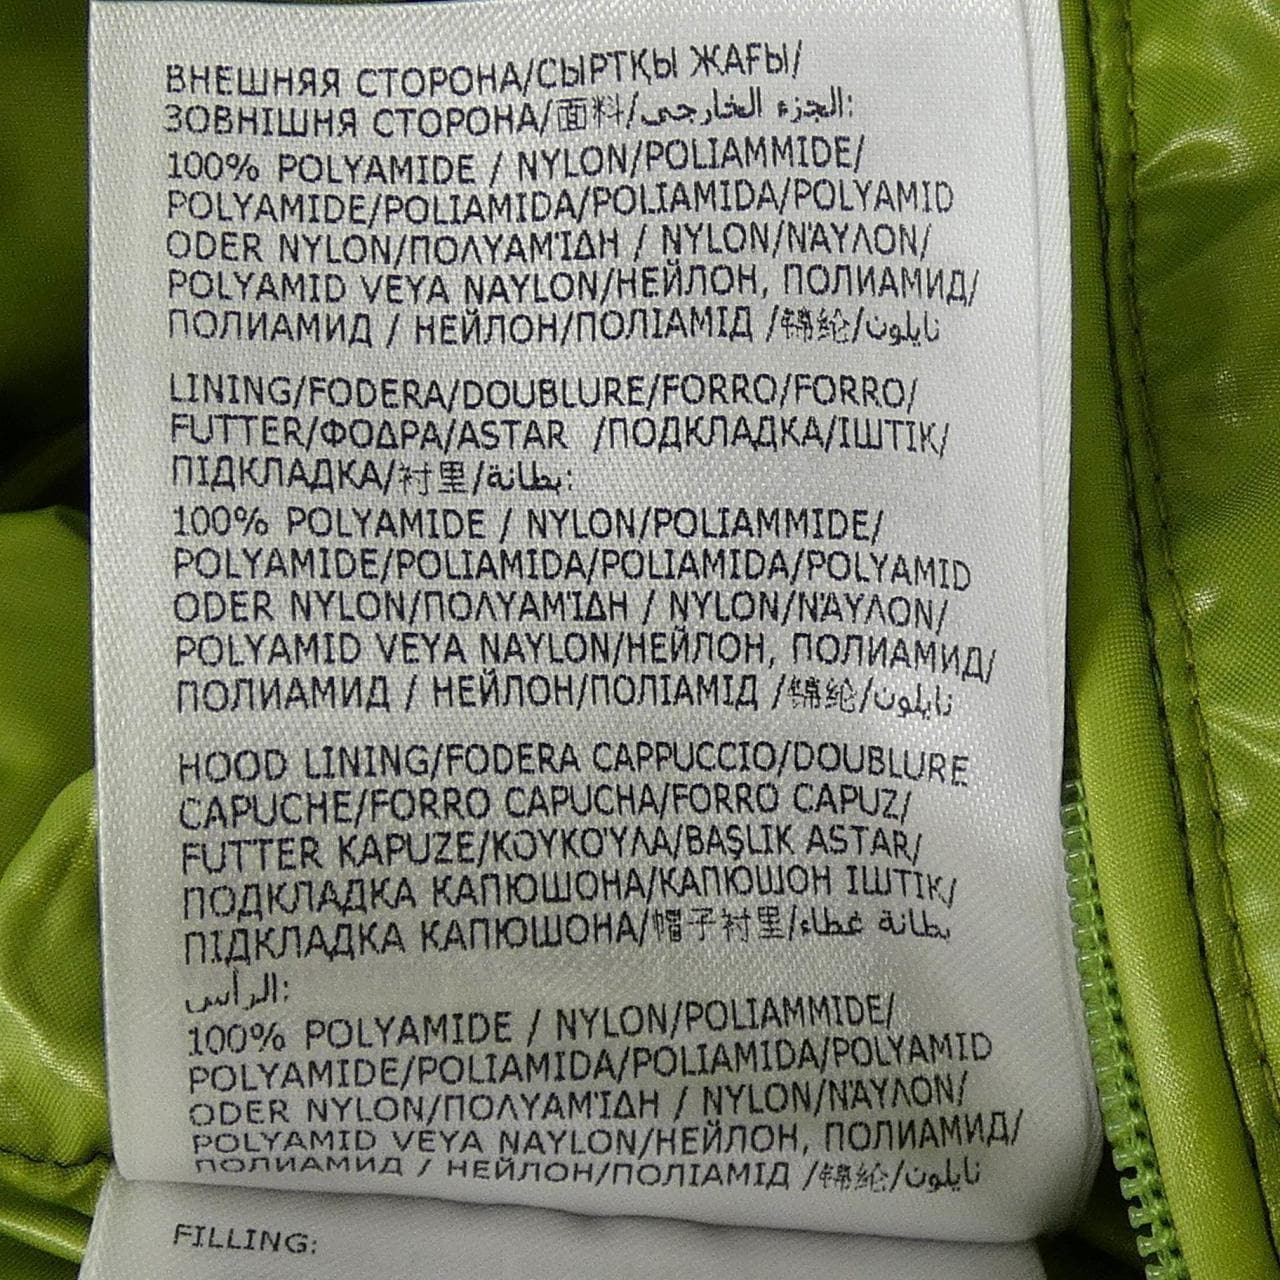 ВНЕШНЯЯ СТОРОНА/СЫРТҚЫ ЖАҒЫ/
ЗОВНІШНЯ СТОРОНА/面料/الجزء الخارجي:
100% POLYAMIDE / NYLON/POLIAMMIDE/
POLYAMIDE/POLIAMIDA/POLIAMIDA/POLYAMID
ODER NYLON/ΠΟΛΥΑΜΊΔΗ / NYLON/ΝΆΥΛΟΝ/
POLYAMID VEYA NAYLON/НЕЙЛОН, ПОЛИАМИД/
ПОЛИАМИД / НЕЙЛОН/ПОЛІАМІД /锦纶/نايلون
LINING/FODERA/DOUBLURE/FORRO/FORRO/
FUTTER/ΦΟΔΡΑ/ASTAR /ПОДКЛАДКА/ІШТІК/
ПІДКЛАДКА/衬里/بطانة:
100% POLYAMIDE / NYLON/POLIAMMIDE/
POLYAMIDE/POLIAMIDA/POLIAMIDA/POLYAMID
ODER NYLON/ΠΟΛΥΑΜΊΔΗ / NYLON/ΝΆΥΛΟΝ/
POLYAMID VEYA NAYLON/НЕЙЛОН, ПОЛИАМИД/
ПОЛИАМИД / НЕЙЛОН/ПОЛІАМІД /锦纶/نايلون
HOOD LINING/FODERA CAPPUCCIO/DOUBLURE
CAPUCHE/FORRO CAPUCHA/FORRO CAPUZ/
FUTTER KAPUZE/ΚΟΥΚΟΎΛΑ/BAŞLIK ASTAR/
ПОДКЛАДКА КАПЮШОНА/КАПЮШОН ІШТІК/
ПІДКЛАДКА КАПЮШОНА/帽子衬里/بطانة غطاء
الرأس:
100% POLYAMIDE / NYLON/POLIAMMIDE/
POLYAMIDE/POLIAMIDA/POLIAMIDA/POLYAMID
ODER NYLON/ΠΟΛΥΑΜΊΔΗ / NYLON/ΝΆΥΛΟΝ/
POLYAMID VEYA NAYLON/НЕЙЛОН, ПОЛИАМИД/
ПОЛИАМИД / НЕЙЛОН/ПОЛІАМІД /锦纶/نايلون
FILLING: